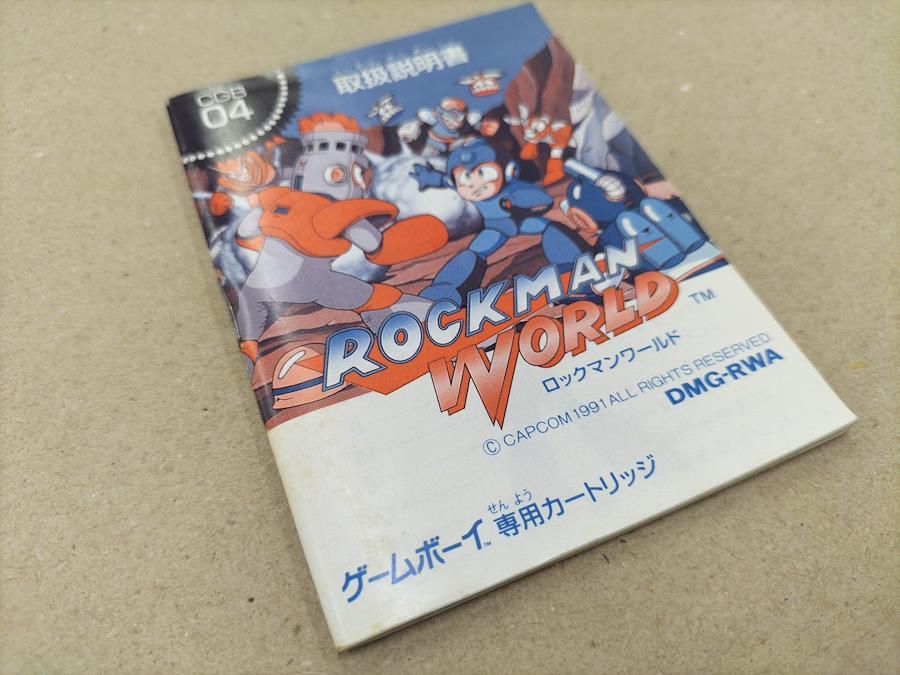 CGB
04
取扱説明書
ROCKMAN
WORLD
TM
ロックマンワールド
Ⓒ CAPCOM 1991 ALL RIGHTS RESERVED.
DMG-RWA
せんよう
ゲームボーイ™専用カートリッジ